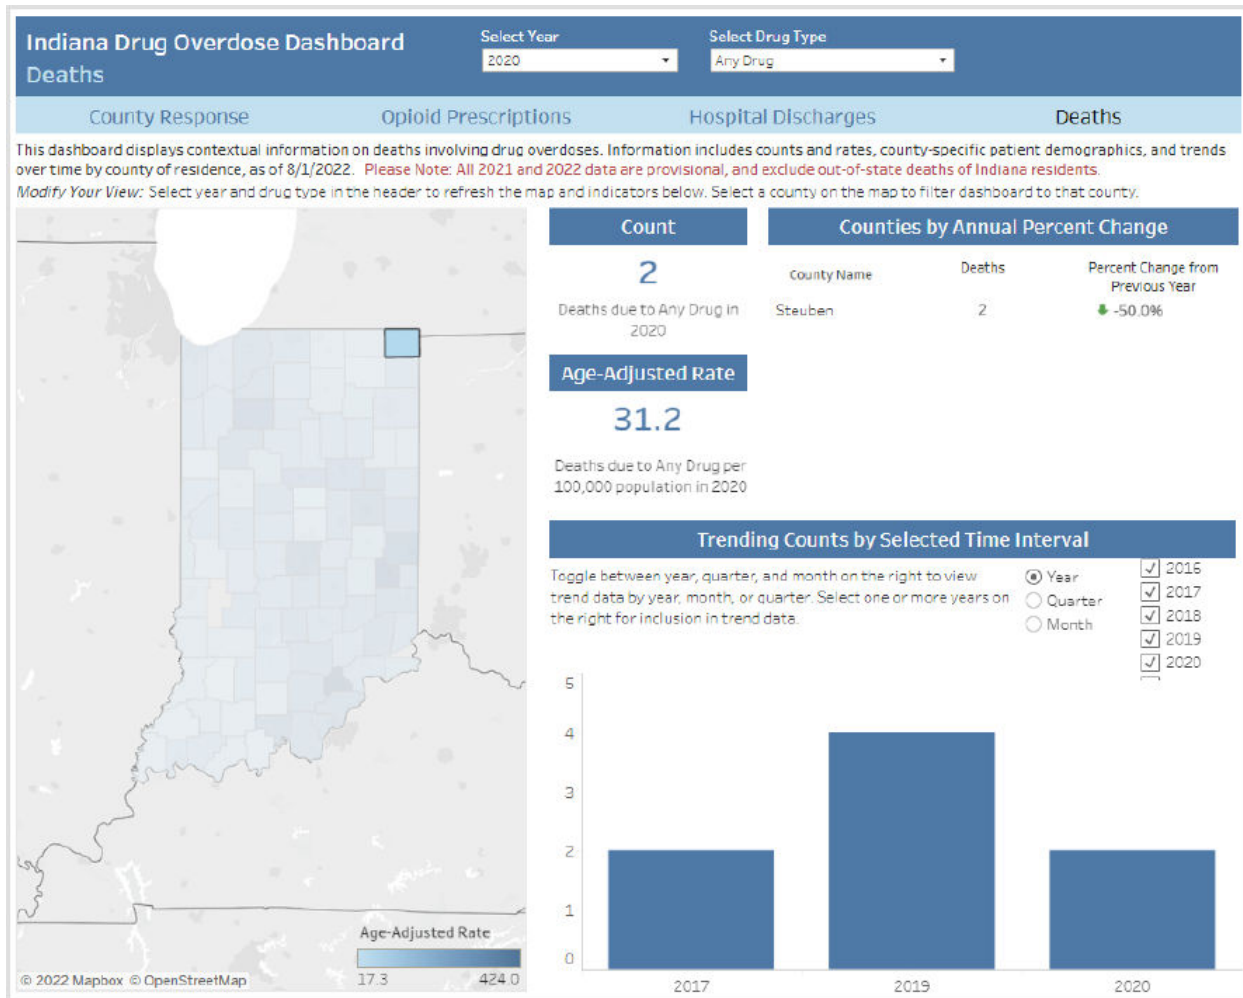 Indiana Drug Overdose Dashboard
Deaths
Select Year
2020
Select Drug Type
Any Drug
County Response
Opioid Prescriptions
Hospital Discharges
Deaths
This dashboard displays contextual information on deaths involving drug overdoses. Information includes counts and rates, county-specific patient demographics, and trends
over time by county of residence, as of 8/1/2022. Please Note: All 2021 and 2022 data are provisional, and exclude out-of-state deaths of Indiana residents.
Modify Your View: Select year and drug type in the header to refresh the map and indicators below. Select a county on the map to filter dashboard to that county.
Count
2
Deaths due to Any Drug in
2020
Age-Adjusted Rate
31.2
Deaths due to Any Drug per
100,000 population in 2020
Counties by Annual Percent Change
County Name
Deaths
Percent Change from
Previous Year
Steuben
2
-50.0%
Trending Counts by Selected Time Interval
Toggle between year, quarter, and month on the right to view
trend data by year, month, or quarter. Select one or more years on
the right for inclusion in trend data.
Year
Quarter
Month
2016
2017
2018
2019
2020
5
4
3
2
1
0
2017
2019
2020
Age-Adjusted Rate
17.3
424.0
© 2022 Mapbox © OpenStreetMap